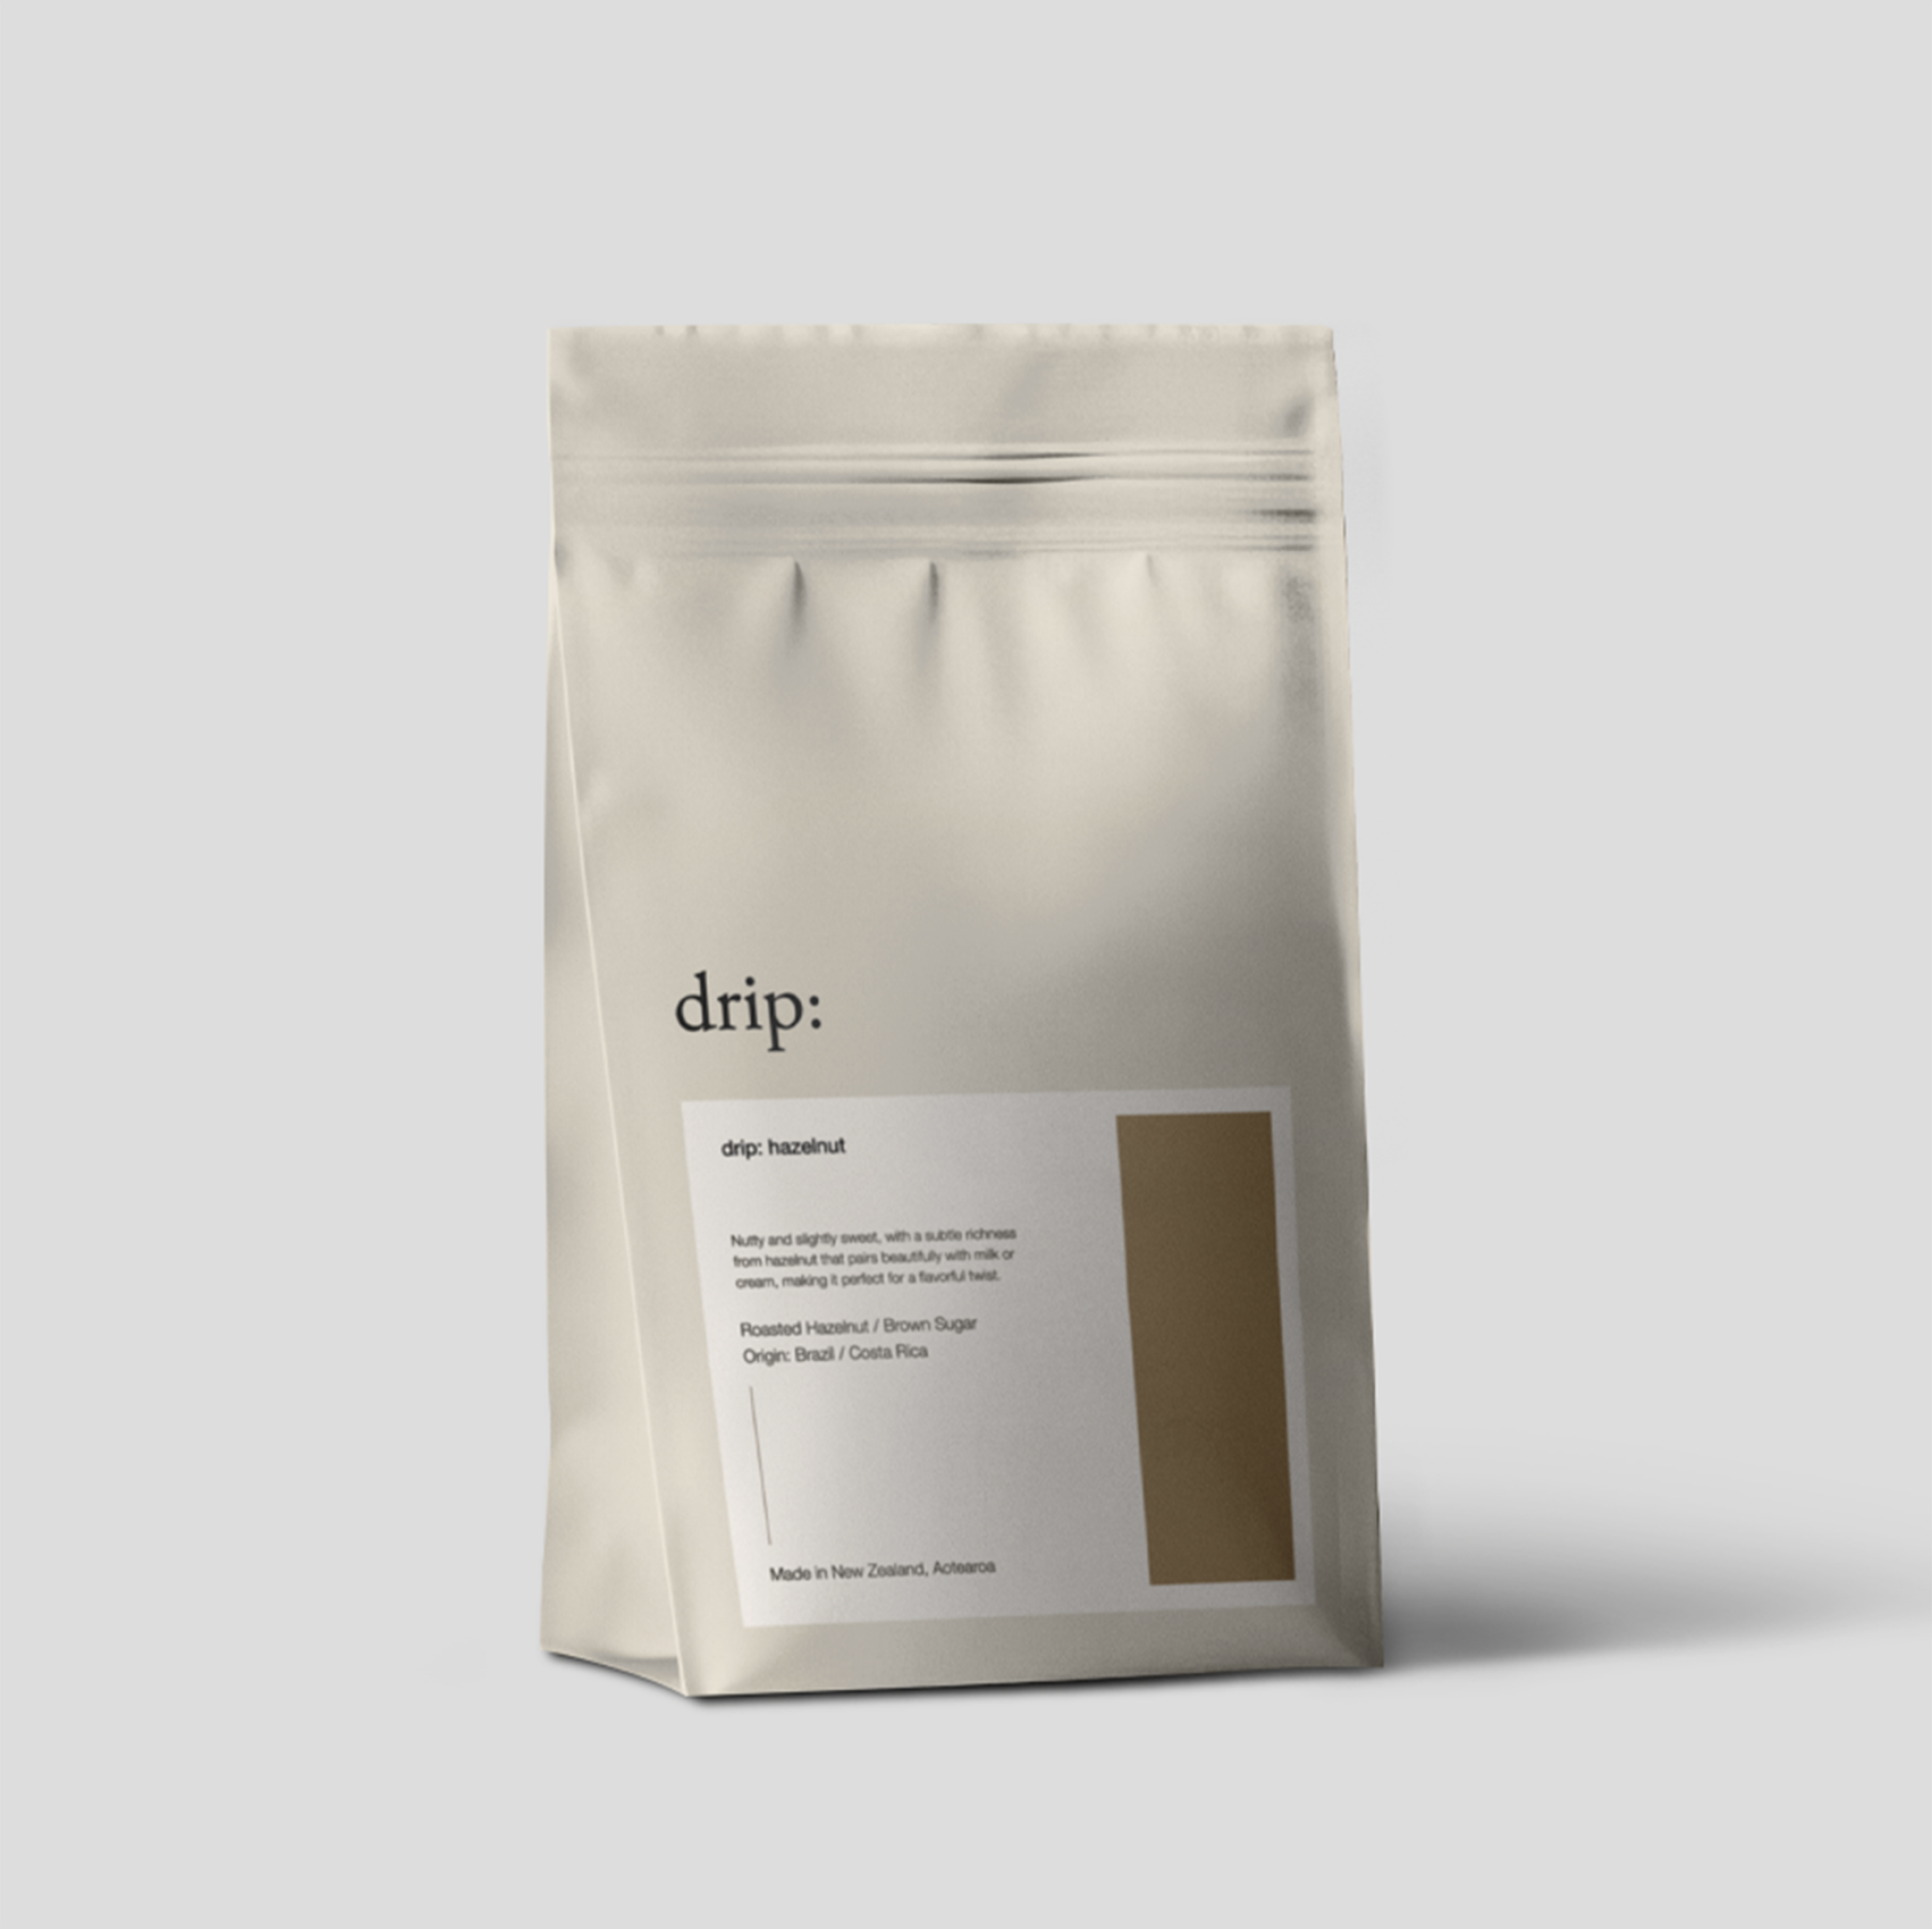 drip:
drip: hazelnut
Nutty and slightly sweet, with a subtle richness
from hazelnut that pairs beautifully with milk or
cream, making it perfect for a flavorful twist.
Roasted Hazelnut / Brown Sugar
Origin: Brazil / Costa Rica
Made in New Zealand, Aotearoa